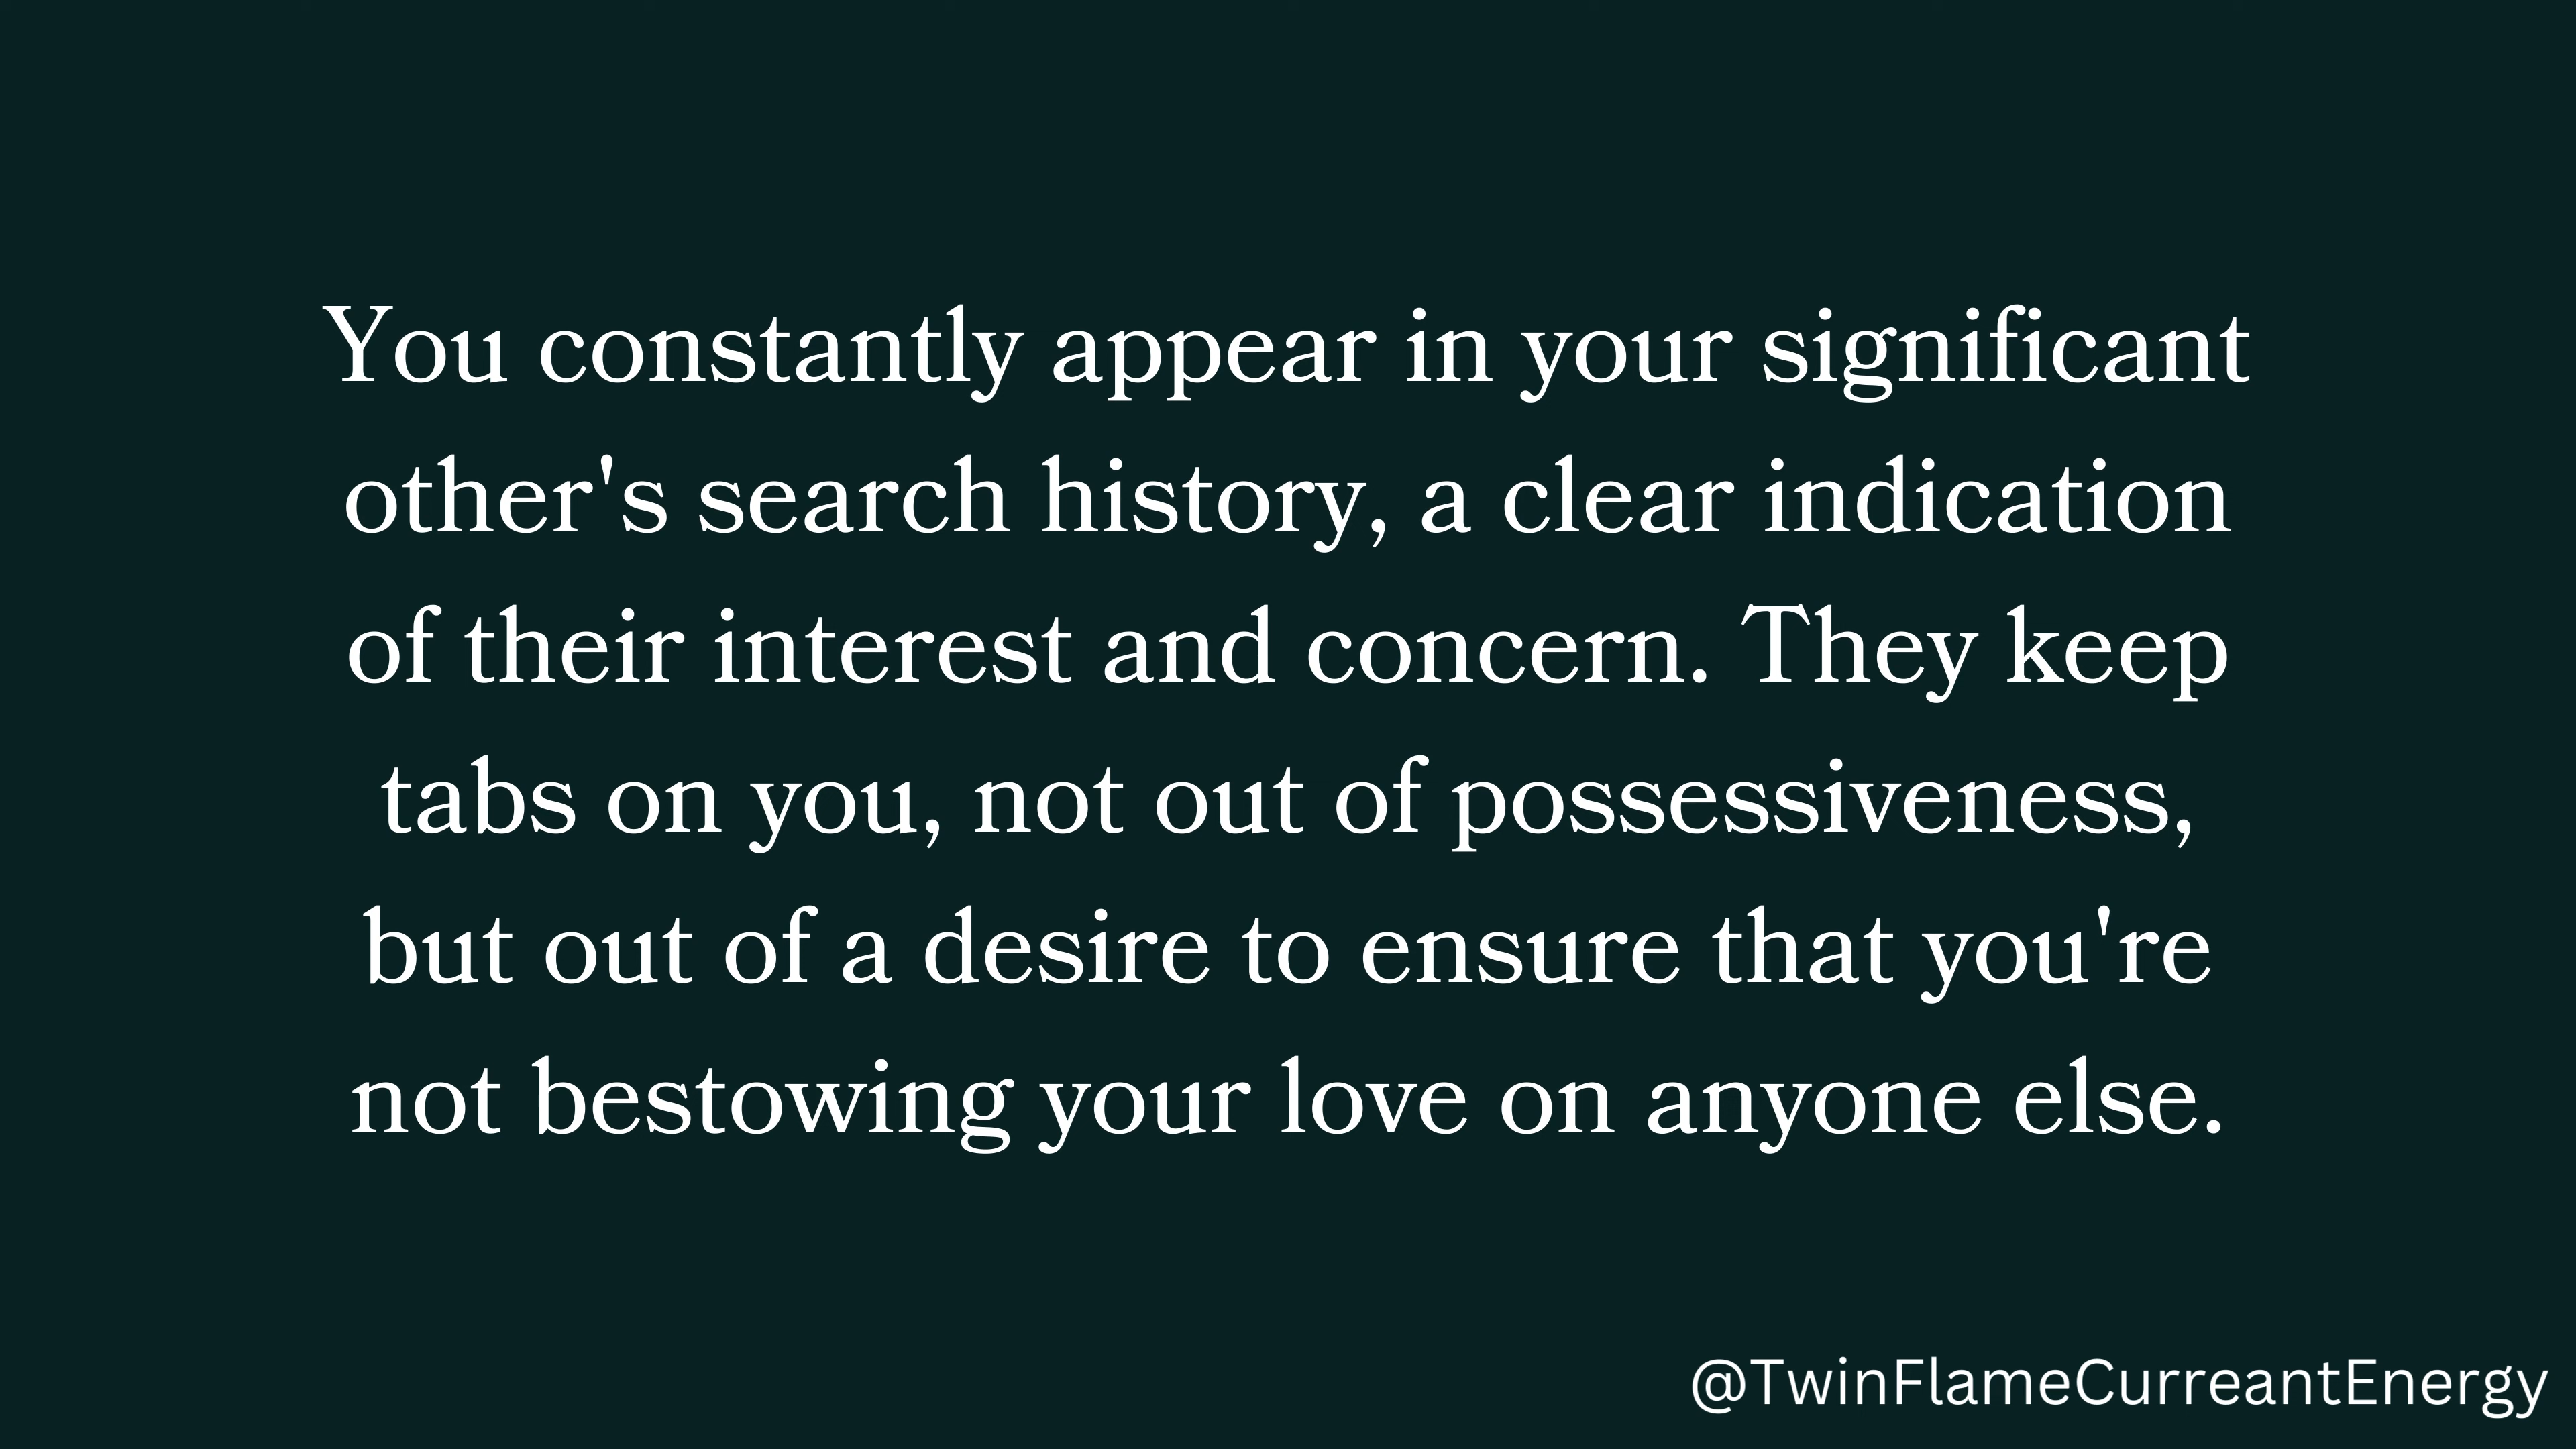 You constantly appear in your significant
other's search history, a clear indication
of their interest and concern. They keep
tabs on you, not out of possessiveness,
but out of a desire to ensure that you're
not bestowing your love on anyone else.
@TwinFlameCurreantEnergy